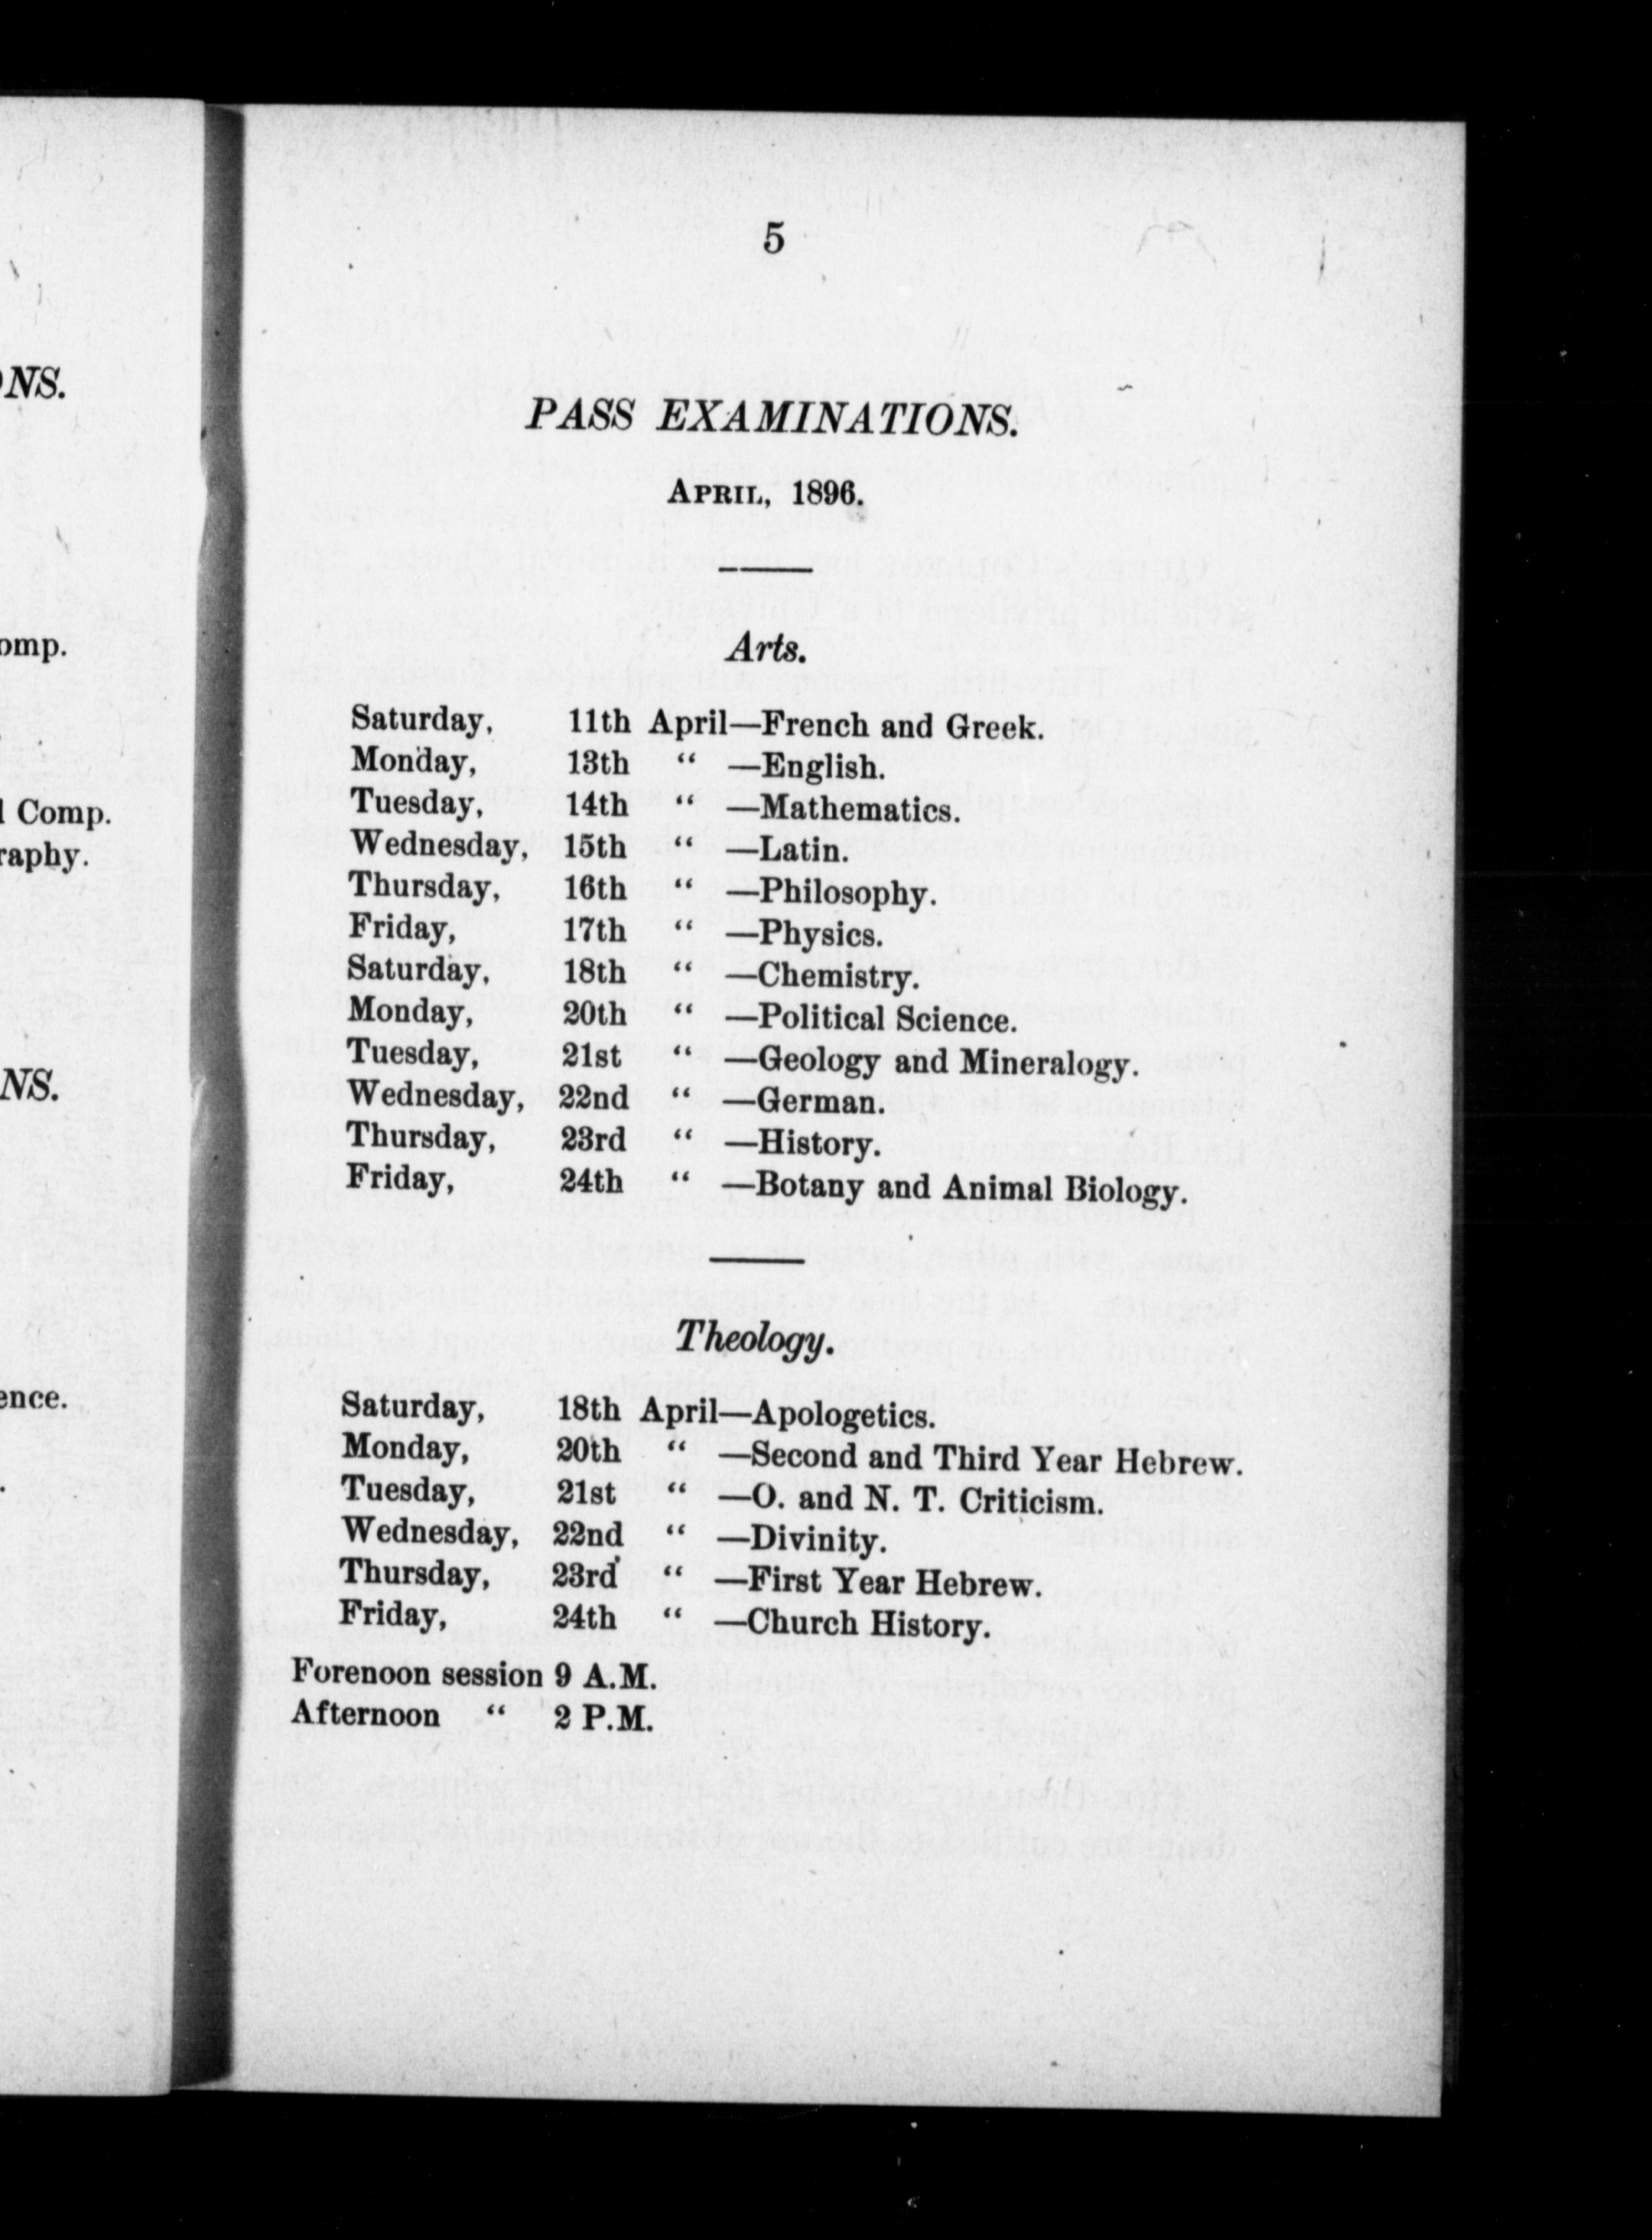 NS.
omp.
Comp.
raphy.
NS.
ence.
5
PASS EXAMINATIONS.
APRIL, 1896.
Arts.
Saturday, 11th April—French and Greek.
Monday, 13th “ —English.
Tuesday, 14th “ —Mathematics.
Wednesday, 15th “ —Latin.
Thursday, 16th “ —Philosophy.
Friday, 17th “ —Physics.
Saturday, 18th “ —Chemistry.
Monday, 20th “ —Political Science.
Tuesday, 21st “ —Geology and Mineralogy.
Wednesday, 22nd “ —German.
Thursday, 23rd “ —History.
Friday, 24th “ —Botany and Animal Biology.
Theology.
Saturday, 18th April—Apologetics.
Monday, 20th “ —Second and Third Year Hebrew.
Tuesday, 21st “ —O. and N. T. Criticism.
Wednesday, 22nd “ —Divinity.
Thursday, 23rd “ —First Year Hebrew.
Friday, 24th “ —Church History.
Forenoon session 9 A.M.
Afternoon “ 2 P.M.